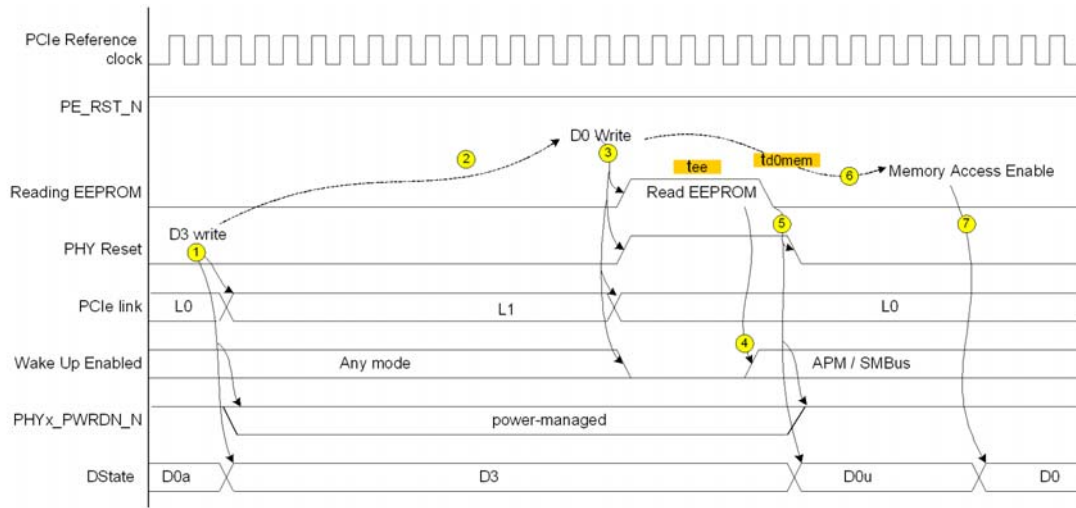 PCIe Reference
clock
PE_RST_N
D0 Write
2
3
tee
td0mem
6
Memory Access Enable
Reading EEPROM
Read EEPROM
D3 write
5
7
1
PHY Reset
PCIe link
L0
L1
L0
4
Wake Up Enabled
Any mode
APM / SMBus
PHYx_PWRDN_N
power-managed
DState
D0a
D3
D0u
D0